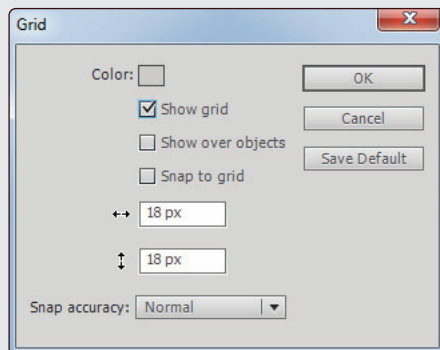 Grid
Color:
OK
Show grid
Cancel
Show over objects
Save Default
Snap to grid
18 px
18 px
Snap accuracy: Normal